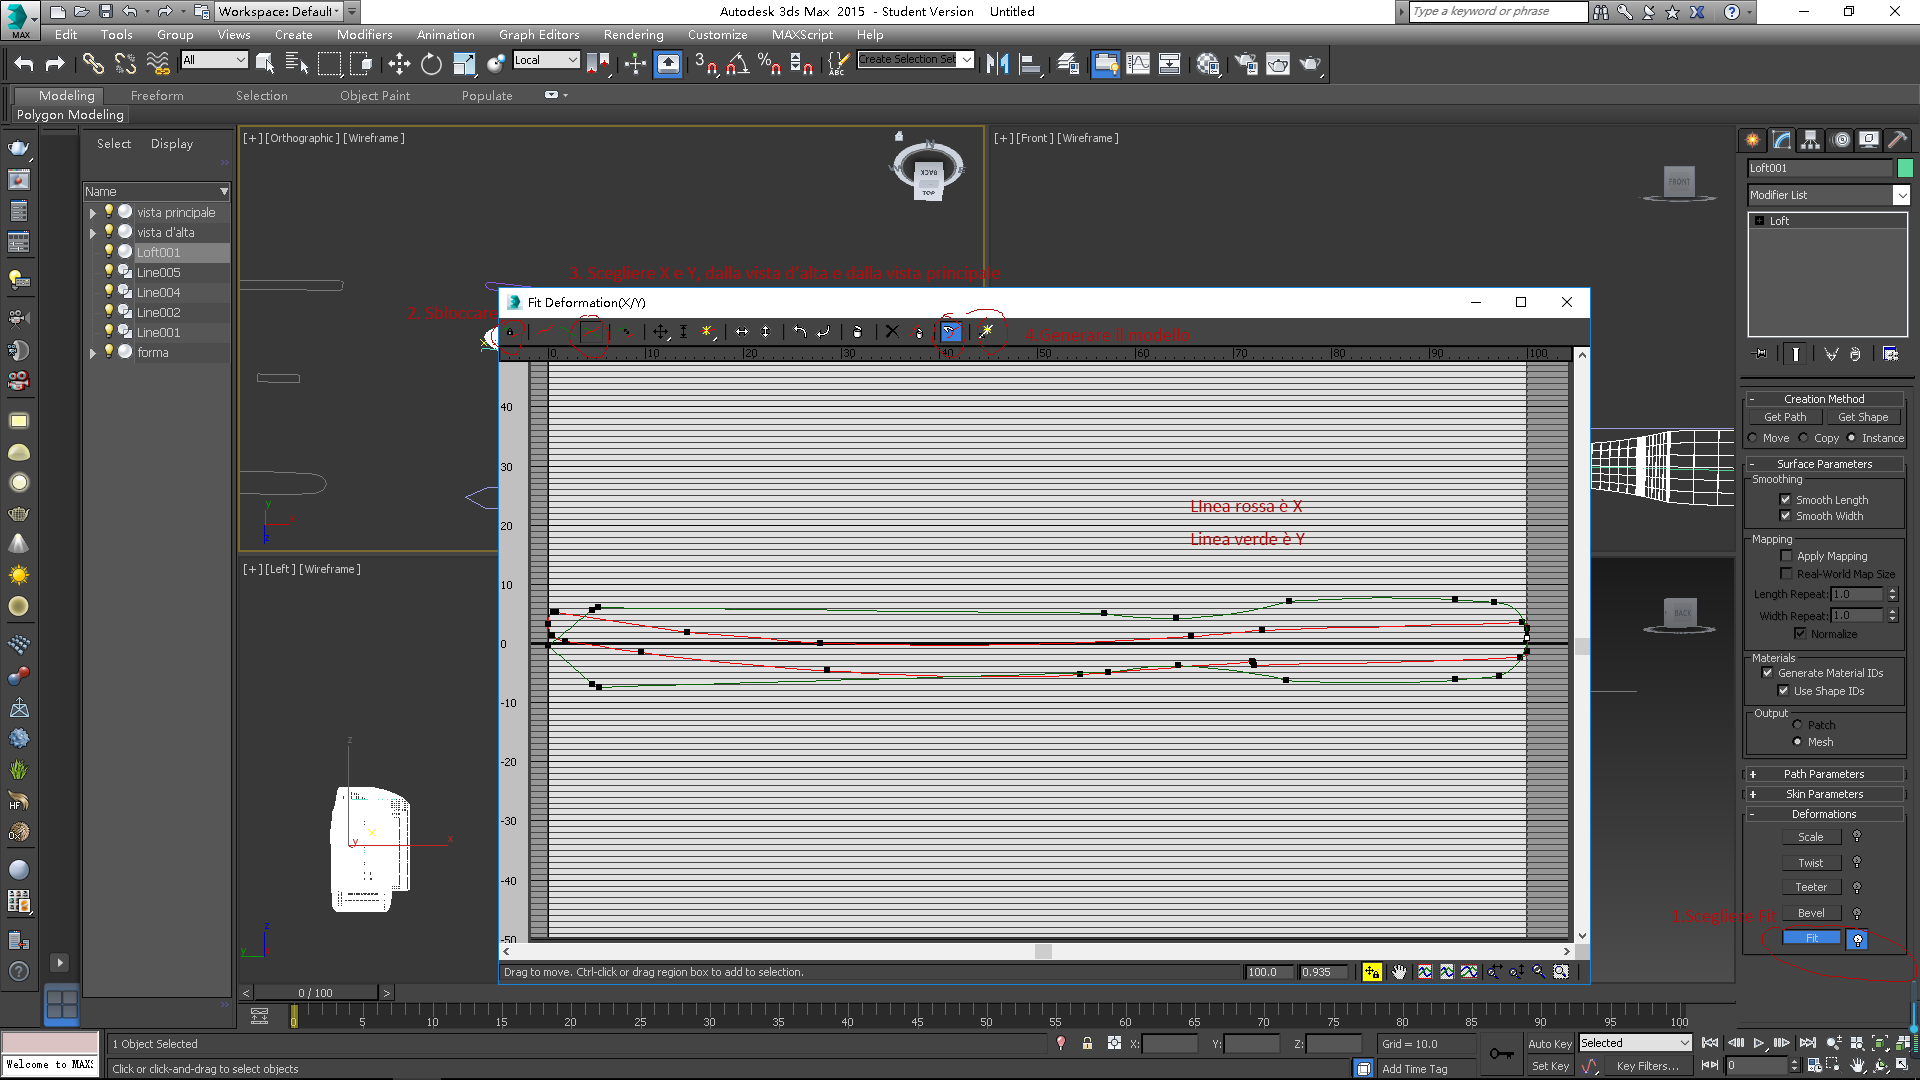 Workspace: Default
Autodesk 3ds Max 2015 - Student Version Untitled
Type a keyword or phrase
MAX
Edit Tools Group Views Create Modifiers Animation Graph Editors Rendering Customize MAXScript Help
All
Local
3
ABC
Create Selection Set
Modeling Freeform Selection Object Paint Populate
Polygon Modeling
Select Display
Name
vista principale
vista d'alta
Loft001
Line005
Line004
Line002
Line001
forma
[+] [Orthographic] [Wireframe]
BACK
TOP
[+] [Front] [Wireframe]
FRONT
3. Scegliere X e Y, dalla vista d'alta e dalla vista principale
2. Sbloccare
Fit Deformation(X/Y)
4.Generare il modello
0 10 20 30 40 50 60 70 80 90 100
40
30
20
10
0
-10
-20
-30
-40
-50
LInea rossa è X
Linea verde è Y
Drag to move. Ctrl-click or drag region box to add to selection.
100.0 0.935
[+] [Left] [Wireframe]
z
x
y
BACK
Loft001
Modifier List
Loft
Creation Method
Get Path Get Shape
Move Copy Instance
Surface Parameters
Smoothing
Smooth Length
Smooth Width
Mapping
Apply Mapping
Real-World Map Size
Length Repeat: 1.0
Width Repeat: 1.0
Normalize
Materials
Generate Material IDs
Use Shape IDs
Output
Patch
Mesh
Path Parameters
Skin Parameters
Deformations
Scale
Twist
Teeter
Bevel
1.Scegliere Fit
Fit
HF
Ox
0 / 100
0 5 10 15 20 25 30 35 40 45 50 55 60 65 70 75 80 85 90 95 100
1 Object Selected
X: Y: Z: Grid = 10.0
Auto Key Selected
Welcome to MAX
Click or click-and-drag to select objects
Add Time Tag
Set Key Key Filters... 0